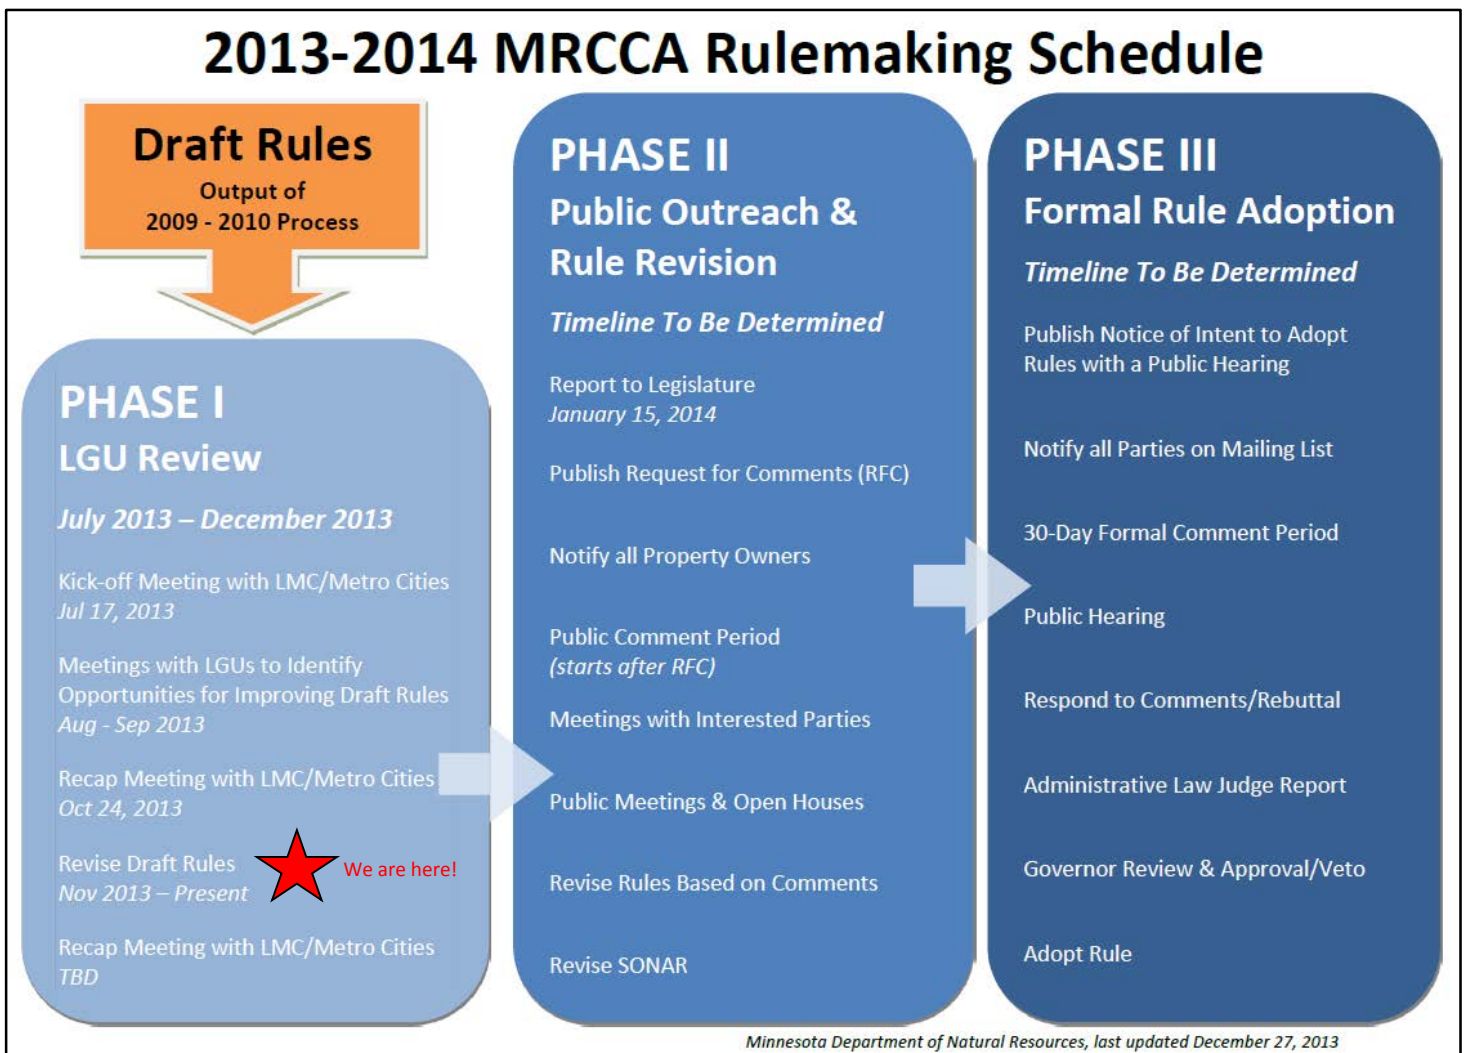 2013-2014 MRCCA Rulemaking Schedule
Draft Rules
Output of
2009 - 2010 Process
PHASE I
LGU Review
July 2013 – December 2013
Kick-off Meeting with LMC/Metro Cities
Jul 17, 2013
Meetings with LGUs to Identify
Opportunities for Improving Draft Rules
Aug - Sep 2013
Recap Meeting with LMC/Metro Cities
Oct 24, 2013
Revise Draft Rules
Nov 2013 – Present
We are here!
Recap Meeting with LMC/Metro Cities
TBD
PHASE II
Public Outreach &
Rule Revision
Timeline To Be Determined
Report to Legislature
January 15, 2014
Publish Request for Comments (RFC)
Notify all Property Owners
Public Comment Period
(starts after RFC)
Meetings with Interested Parties
Public Meetings & Open Houses
Revise Rules Based on Comments
Revise SONAR
PHASE III
Formal Rule Adoption
Timeline To Be Determined
Publish Notice of Intent to Adopt
Rules with a Public Hearing
Notify all Parties on Mailing List
30-Day Formal Comment Period
Public Hearing
Respond to Comments/Rebuttal
Administrative Law Judge Report
Governor Review & Approval/Veto
Adopt Rule
Minnesota Department of Natural Resources, last updated December 27, 2013